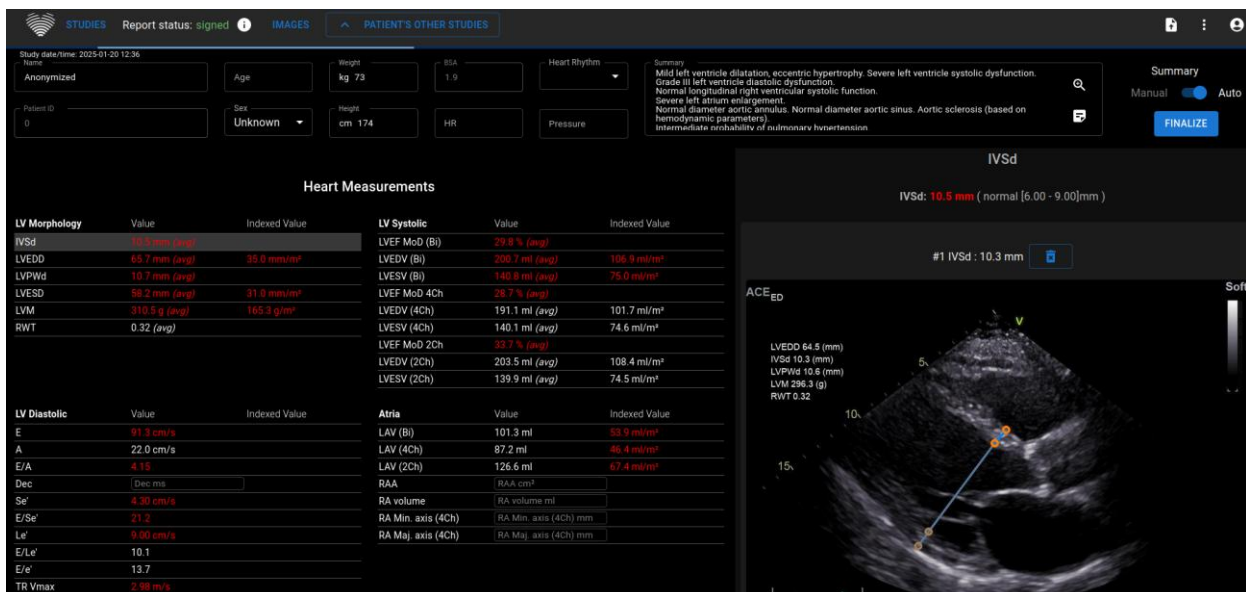 STUDIES Report status: signed i IMAGES PATIENT'S OTHER STUDIES
Study date/time: 2025-01-20 12:36
Name
Anonymized
Age
Weight
kg 73
BSA
1.9
Heart Rhythm
Patient ID
0
Sex
Unknown
Height
cm 174
HR
Pressure
Summary
Mild left ventricle dilatation, eccentric hypertrophy. Severe left ventricle systolic dysfunction.
Grade III left ventricle diastolic dysfunction.
Normal longitudinal right ventricular systolic function.
Severe left atrium enlargement.
Normal diameter aortic annulus. Normal diameter aortic sinus. Aortic sclerosis (based on
hemodynamic parameters).
Intermediate probability of pulmonary hypertension
Summary
Manual Auto
FINALIZE
Heart Measurements
LV Morphology Value Indexed Value
IVSd 10.5 mm (avg)
LVEDD 65.7 mm (avg) 35.0 mm/m²
LVPWd 10.7 mm (avg)
LVESD 58.2 mm (avg) 31.0 mm/m²
LVM 310.5 g (avg) 165.3 g/m²
RWT 0.32 (avg)
LV Systolic Value Indexed Value
LVEF MoD (Bi) 29.8 % (avg)
LVEDV (Bi) 200.7 ml (avg) 106.9 ml/m²
LVESV (Bi) 140.8 ml (avg) 75.0 ml/m²
LVEF MoD 4Ch 28.7 % (avg)
LVEDV (4Ch) 191.1 ml (avg) 101.7 ml/m²
LVESV (4Ch) 140.1 ml (avg) 74.6 ml/m²
LVEF MoD 2Ch 33.7 % (avg)
LVEDV (2Ch) 203.5 ml (avg) 108.4 ml/m²
LVESV (2Ch) 139.9 ml (avg) 74.5 ml/m²
LV Diastolic Value Indexed Value
E 91.3 cm/s
A 22.0 cm/s
E/A 4.15
Dec Dec ms
Se' 4.30 cm/s
E/Se' 21.2
Le' 9.00 cm/s
E/Le' 10.1
E/e' 13.7
TR Vmax 2.98 m/s
Atria Value Indexed Value
LAV (Bi) 101.3 ml 53.9 ml/m²
LAV (4Ch) 87.2 ml 46.4 ml/m²
LAV (2Ch) 126.6 ml 67.4 ml/m²
RAA RAA cm²
RA volume RA volume ml
RA Min. axis (4Ch) RA Min. axis (4Ch) mm
RA Maj. axis (4Ch) RA Maj. axis (4Ch) mm
IVSd
IVSd: 10.5 mm ( normal [6.00 - 9.00]mm )
#1 IVSd : 10.3 mm
ACE ED
Soft
V
LVEDD 64.5 (mm)
IVSd 10.3 (mm)
LVPWd 10.6 (mm)
LVM 296.3 (g)
RWT 0.32
5
10
15